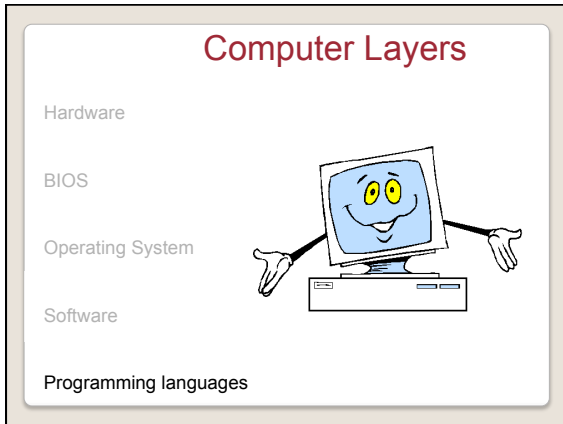 Computer Layers
Hardware
BIOS
Operating System
Software
Programming languages